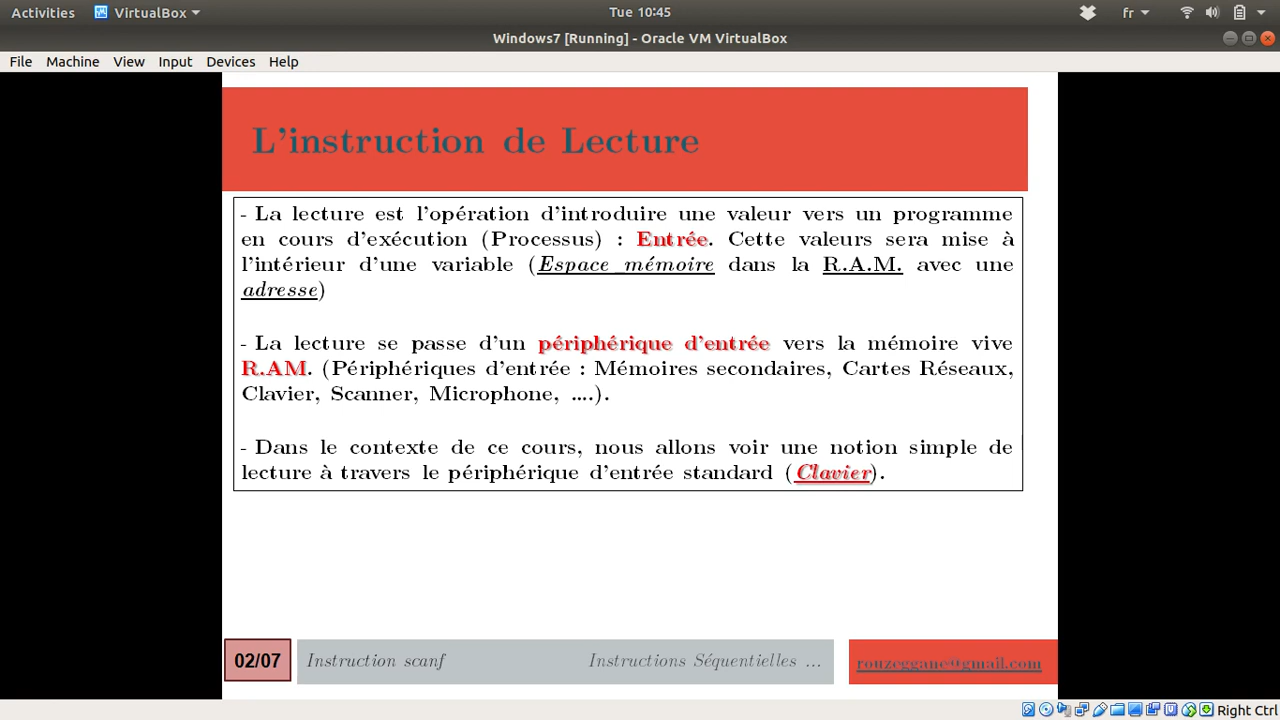 Activities VirtualBox Tue 10:45 fr
Windows7 [Running] - Oracle VM VirtualBox
File Machine View Input Devices Help
L'instruction de Lecture
- La lecture est l'opération d'introduire une valeur vers un programme
en cours d'exécution (Processus) : Entrée. Cette valeurs sera mise à
l'intérieur d'une variable (Espace mémoire dans la R.A.M. avec une
adresse)
- La lecture se passe d'un périphérique d'entrée vers la mémoire vive
R.AM. (Périphériques d'entrée : Mémoires secondaires, Cartes Réseaux,
Clavier, Scanner, Microphone, ....).
- Dans le contexte de ce cours, nous allons voir une notion simple de
lecture à travers le périphérique d'entrée standard (Clavier).
02/07 Instruction scanf Instructions Séquentielles ... rouzeggane@gmail.com
Right Ctrl